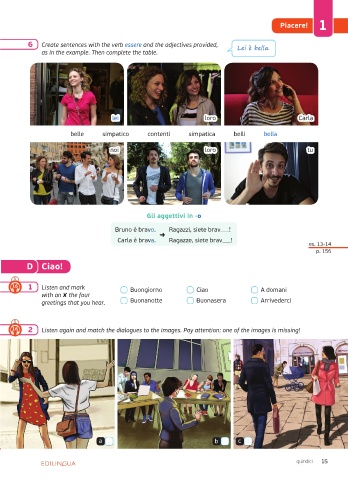 Piacere! 1
6 Create sentences with the verb essere and the adjectives provided,
as in the example. Then complete the table.
Lei è bella.
lei
loro
Carla
belle simpatico contenti simpatica belli bella
noi
loro
tu
Gli aggettivi in -o
Bruno è bravo. Ragazzi, siete brav__!
➔
Carla è brava. Ragazze, siete brav__!
es. 13-14
p. 156
D Ciao!
1 Listen and mark
with an X the four
greetings that you hear.
Buongiorno Ciao A domani
Buonanotte Buonasera Arrivederci
2 Listen again and match the dialogues to the images. Pay attention: one of the images is missing!
a
b
c
EDILINGUA
quindici 15